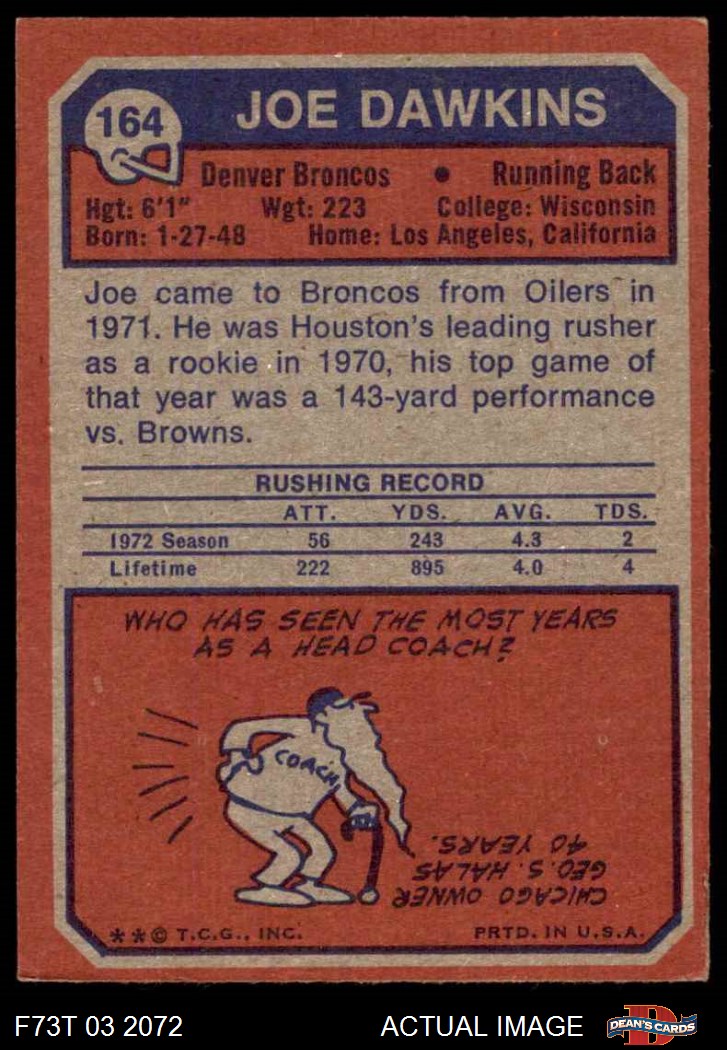 164
JOE DAWKINS
Denver Broncos • Running Back
Hgt: 6'1" Wgt: 223 College: Wisconsin
Born: 1-27-48 Home: Los Angeles, California
Joe came to Broncos from Oilers in
1971. He was Houston's leading rusher
as a rookie in 1970, his top game of
that year was a 143-yard performance
vs. Browns.
RUSHING RECORD
ATT. YDS. AVG. TDS.
1972 Season 56 243 4.3 2
Lifetime 222 895 4.0 4
WHO HAS SEEN THE MOST YEARS
AS A HEAD COACH?
COACH
CHICAGO OWNER
GEO. S. HALAS
40 YEARS.
**© T.C.G., INC. PRTD. IN U.S.A.
F73T 03 2072 ACTUAL IMAGE D DEAN'S CARDS